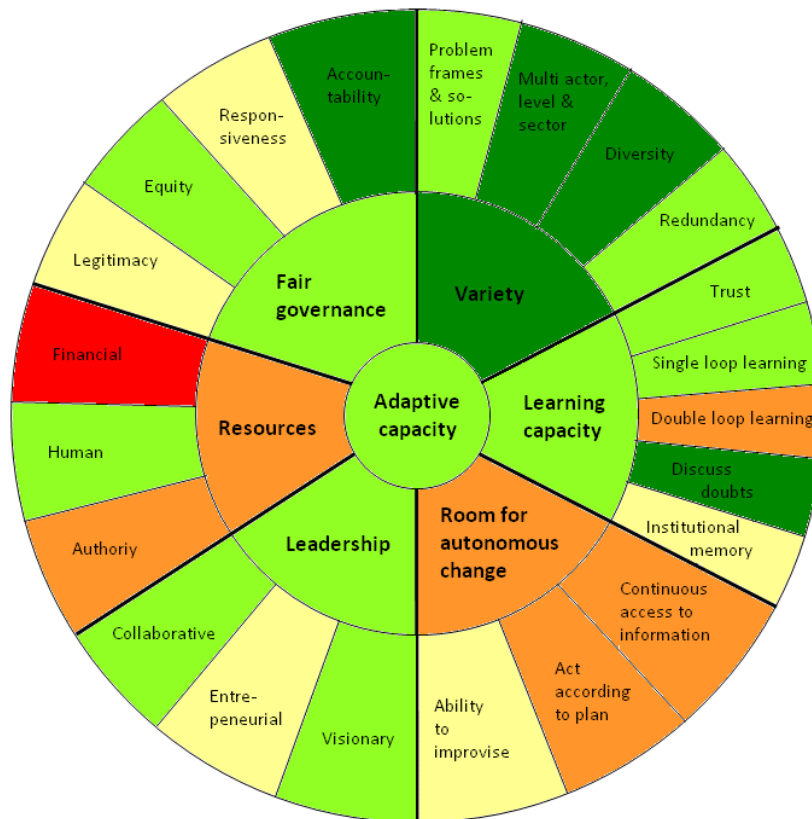 Problem
frames
& so-
lutions
Multi actor,
level &
sector
Diversity
Redundancy
Trust
Single loop learning
Double loop learning
Discuss
doubts
Institutional
memory
Continuous
access to
information
Act
according
to plan
Ability
to
improvise
Visionary
Entre-
peneurial
Collaborative
Authoriy
Human
Financial
Legitimacy
Equity
Respon-
siveness
Accoun-
tability
Fair
governance
Variety
Learning
capacity
Room for
autonomous
change
Leadership
Resources
Adaptive
capacity